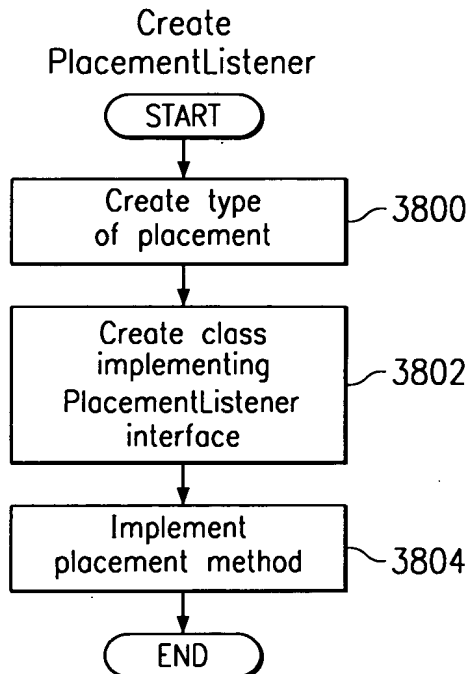 Create
PlacementListener
START
Create type
of placement
3800
Create class
implementing
PlacementListener
interface
3802
Implement
placement method
3804
END